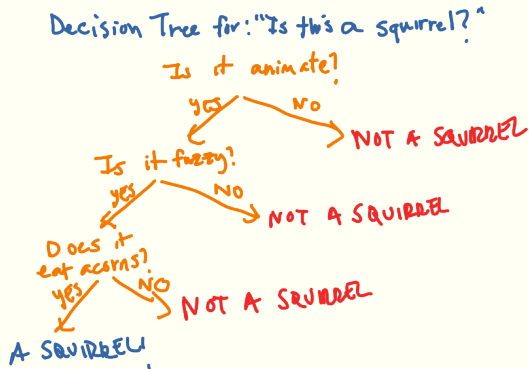 Decision Tree for: "Is this a squirrel?"
Is it animate?
yes
NO
NOT A SQUIRREL
Is it fuzzy?
yes
NO
NOT A SQUIRREL
Does it
eat acorns?
yes
NO
NOT A SQUIRREL
A SQUIRREL!